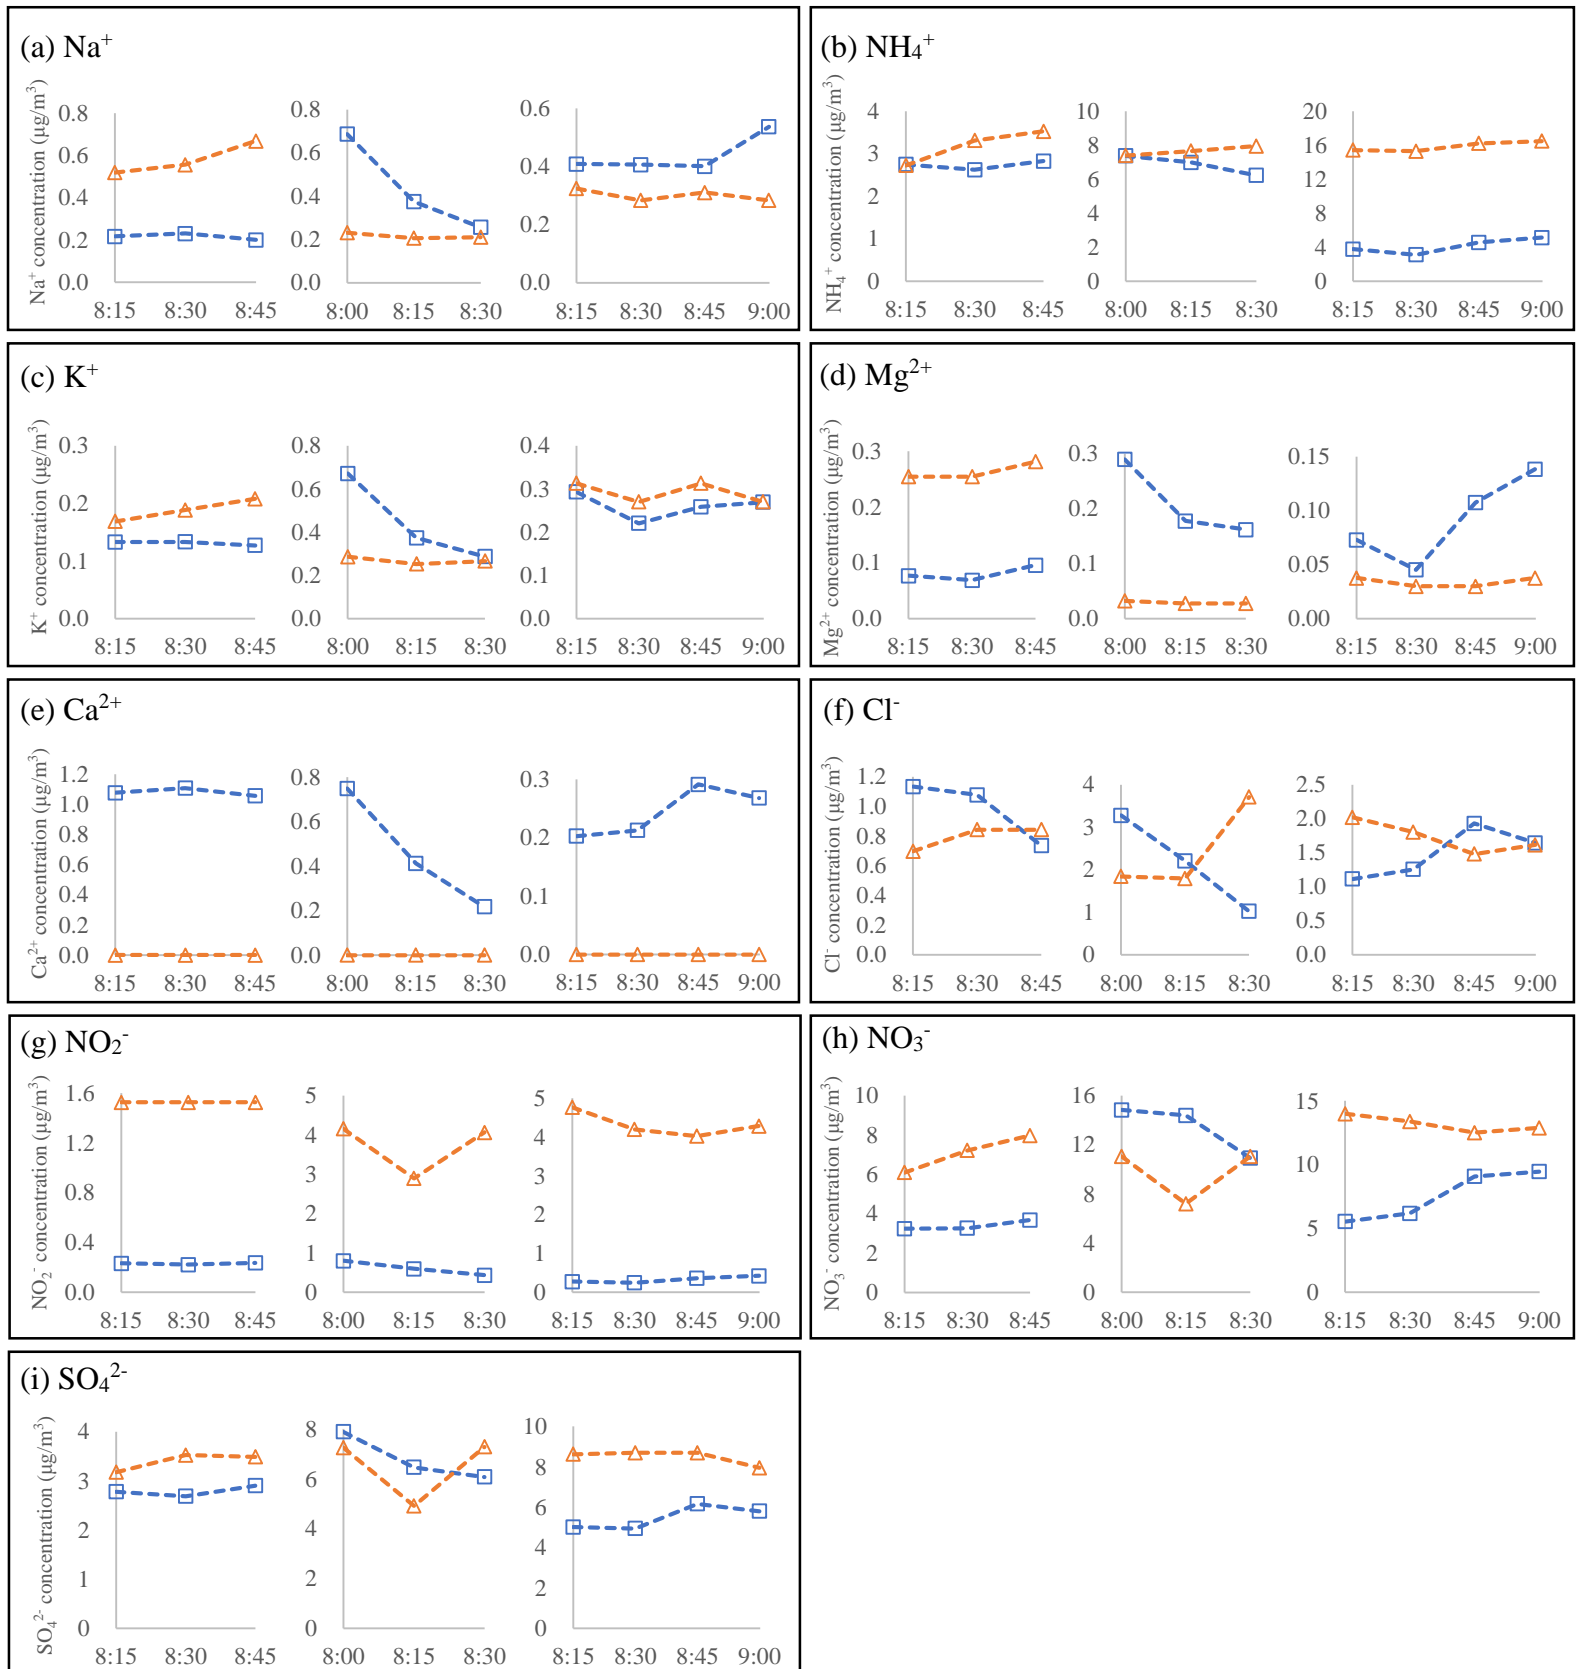 (a) Na⁺
Na⁺ concentration (μg/m³)
0.8 0.6 0.4 0.2 0.0
8:15 8:30 8:45
0.8 0.6 0.4 0.2 0.0
8:00 8:15 8:30
0.6 0.4 0.2 0.0
8:15 8:30 8:45 9:00
(b) NH₄⁺
NH₄⁺ concentration (μg/m³)
4 3 2 1 0
8:15 8:30 8:45
10 8 6 4 2 0
8:00 8:15 8:30
20 16 12 8 4 0
8:15 8:30 8:45 9:00
(c) K⁺
K⁺ concentration (μg/m³)
0.3 0.2 0.1 0.0
8:15 8:30 8:45
0.8 0.6 0.4 0.2 0.0
8:00 8:15 8:30
0.4 0.3 0.2 0.1 0.0
8:15 8:30 8:45 9:00
(d) Mg²⁺
Mg²⁺ concentration (μg/m³)
0.3 0.2 0.1 0.0
8:15 8:30 8:45
0.3 0.2 0.1 0.0
8:00 8:15 8:30
0.15 0.10 0.05 0.00
8:15 8:30 8:45 9:00
(e) Ca²⁺
Ca²⁺ concentration (μg/m³)
1.2 1.0 0.8 0.6 0.4 0.2 0.0
8:15 8:30 8:45
0.8 0.6 0.4 0.2 0.0
8:00 8:15 8:30
0.3 0.2 0.1 0.0
8:15 8:30 8:45 9:00
(f) Cl⁻
Cl⁻ concentration (μg/m³)
1.2 1.0 0.8 0.6 0.4 0.2 0.0
8:15 8:30 8:45
4 3 2 1 0
8:00 8:15 8:30
2.5 2.0 1.5 1.0 0.5 0.0
8:15 8:30 8:45 9:00
(g) NO₂⁻
NO₂⁻ concentration (μg/m³)
1.6 1.2 0.8 0.4 0.0
8:15 8:30 8:45
5 4 3 2 1 0
8:00 8:15 8:30
5 4 3 2 1 0
8:15 8:30 8:45 9:00
(h) NO₃⁻
NO₃⁻ concentration (μg/m³)
10 8 6 4 2 0
8:15 8:30 8:45
16 12 8 4 0
8:00 8:15 8:30
15 10 5 0
8:15 8:30 8:45 9:00
(i) SO₄²⁻
SO₄²⁻ concentration (μg/m³)
4 3 2 1 0
8:15 8:30 8:45
8 6 4 2 0
8:00 8:15 8:30
10 8 6 4 2 0
8:15 8:30 8:45 9:00